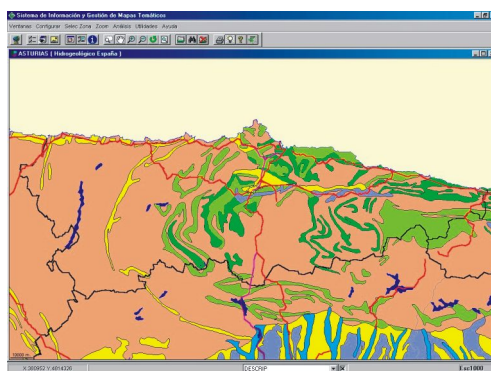 Sistema de Información y Gestión de Mapas Temáticos
Ventanas Configurar Selec Zona Zoom Análisis Utilidades Ayuda
ASTURIAS ( Hidrogeológico España )
DESCRIP
Esc1000